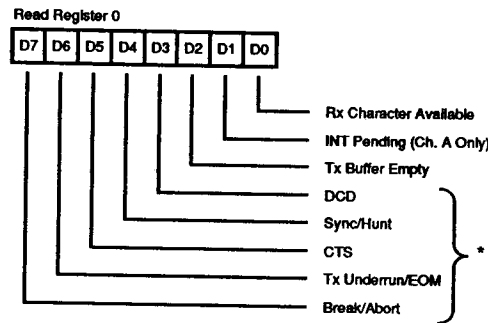 Read Register 0
D7 D6 D5 D4 D3 D2 D1 D0
Rx Character Available
INT Pending (Ch. A Only)
Tx Buffer Empty
DCD
Sync/Hunt
CTS
*
Tx Underrun/EOM
Break/Abort